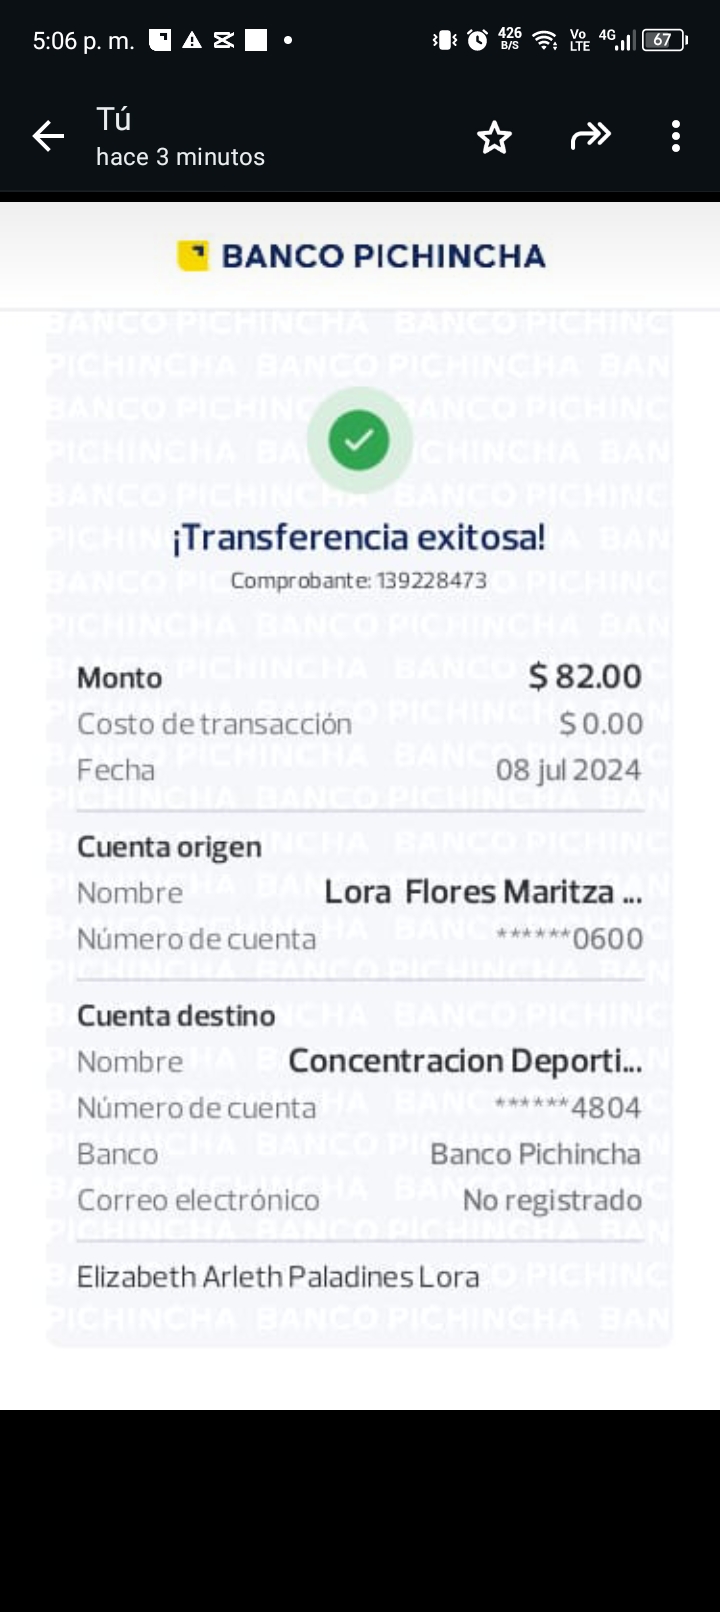 5:06 p. m.
426 B/S
Vo LTE
4G
67
Tú
hace 3 minutos
BANCO PICHINCHA
¡Transferencia exitosa!
Comprobante: 139228473
Monto $ 82.00
Costo de transacción $ 0.00
Fecha 08 jul 2024
Cuenta origen
Nombre Lora Flores Maritza ...
Número de cuenta ******0600
Cuenta destino
Nombre Concentracion Deporti...
Número de cuenta ******4804
Banco Banco Pichincha
Correo electrónico No registrado
Elizabeth Arleth Paladines Lora